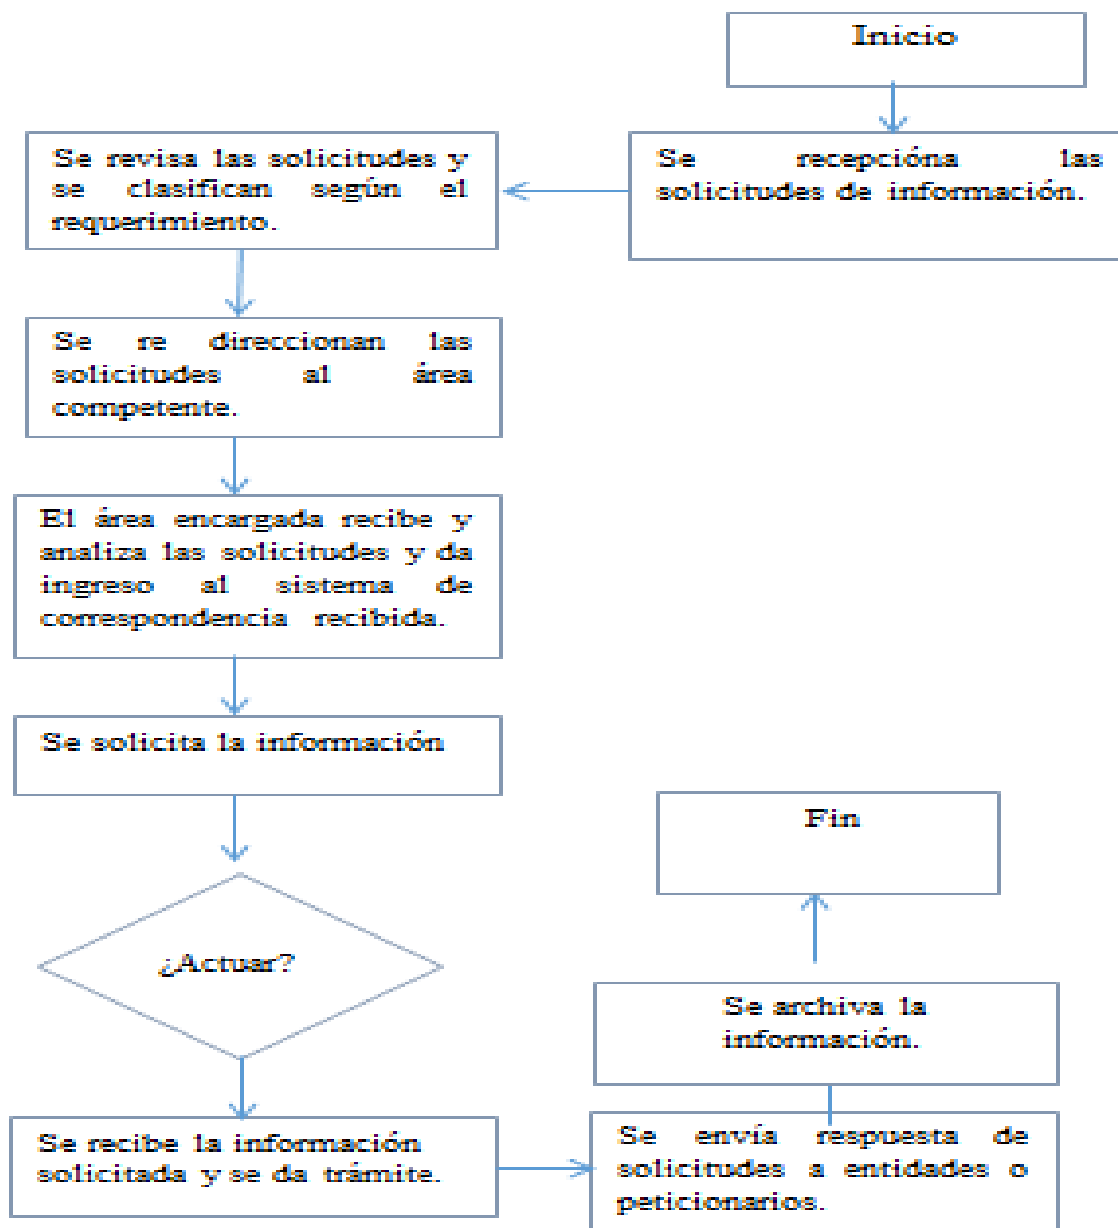 Inicio
Se recepcióna las
solicitudes de información.
Se revisa las solicitudes y
se clasifican según el
requerimiento.
Se re direccionan las
solicitudes al área
competente.
El área encargada recibe y
analiza las solicitudes y da
ingreso al sistema de
correspondencia recibida.
Se solicita la información
¿Actuar?
Se recibe la información
solicitada y se da trámite.
Se envía respuesta de
solicitudes a entidades o
peticionarios.
Se archiva la
información.
Fin